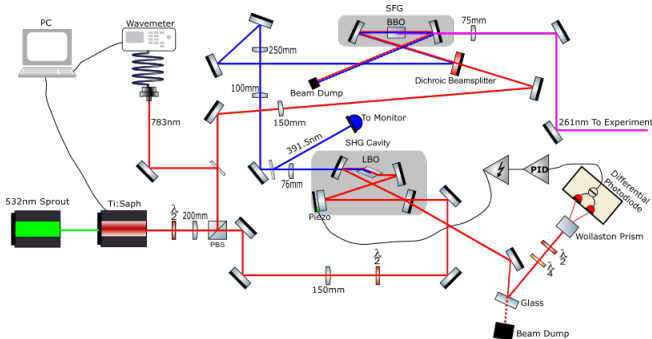 PC
Wavemeter
SFG
BBO
75mm
250mm
Beam Dump
Dichroic Beamsplitter
100mm
150mm
783nm
To Monitor
391.5nm
SHG Cavity
261nm To Experiment
LBO
76mm
PID
Differential
Photodiode
532nm Sprout
Ti:Saph
λ/2
200mm
PBS
Piezo
Wollaston Prism
150mm
λ/2
λ/2
λ/4
Glass
Beam Dump